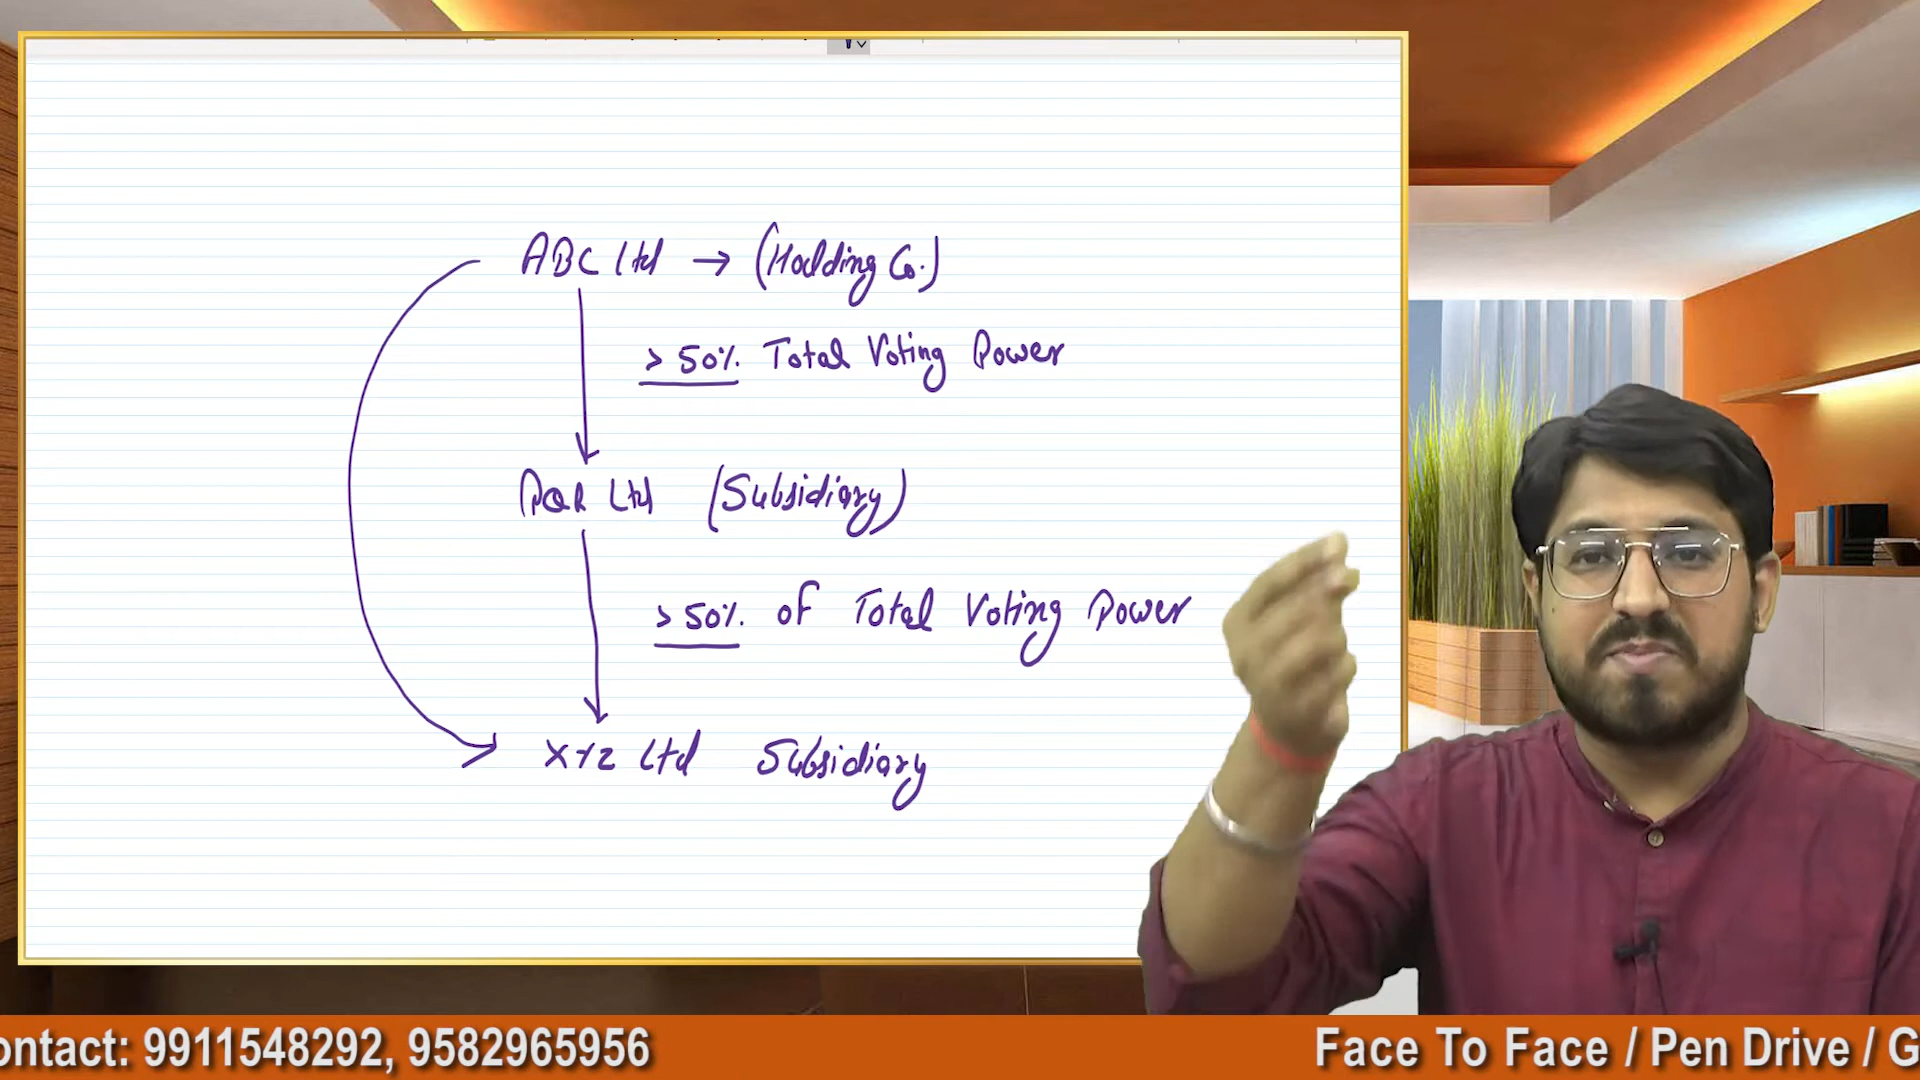 ABC Ltd → (Holding Co.)
> 50% Total Voting Power
PQR Ltd (Subsidiary)
> 50% of Total Voting Power
XYZ Ltd Subsidiary
ontact: 9911548292, 9582965956
Face To Face / Pen Drive / G